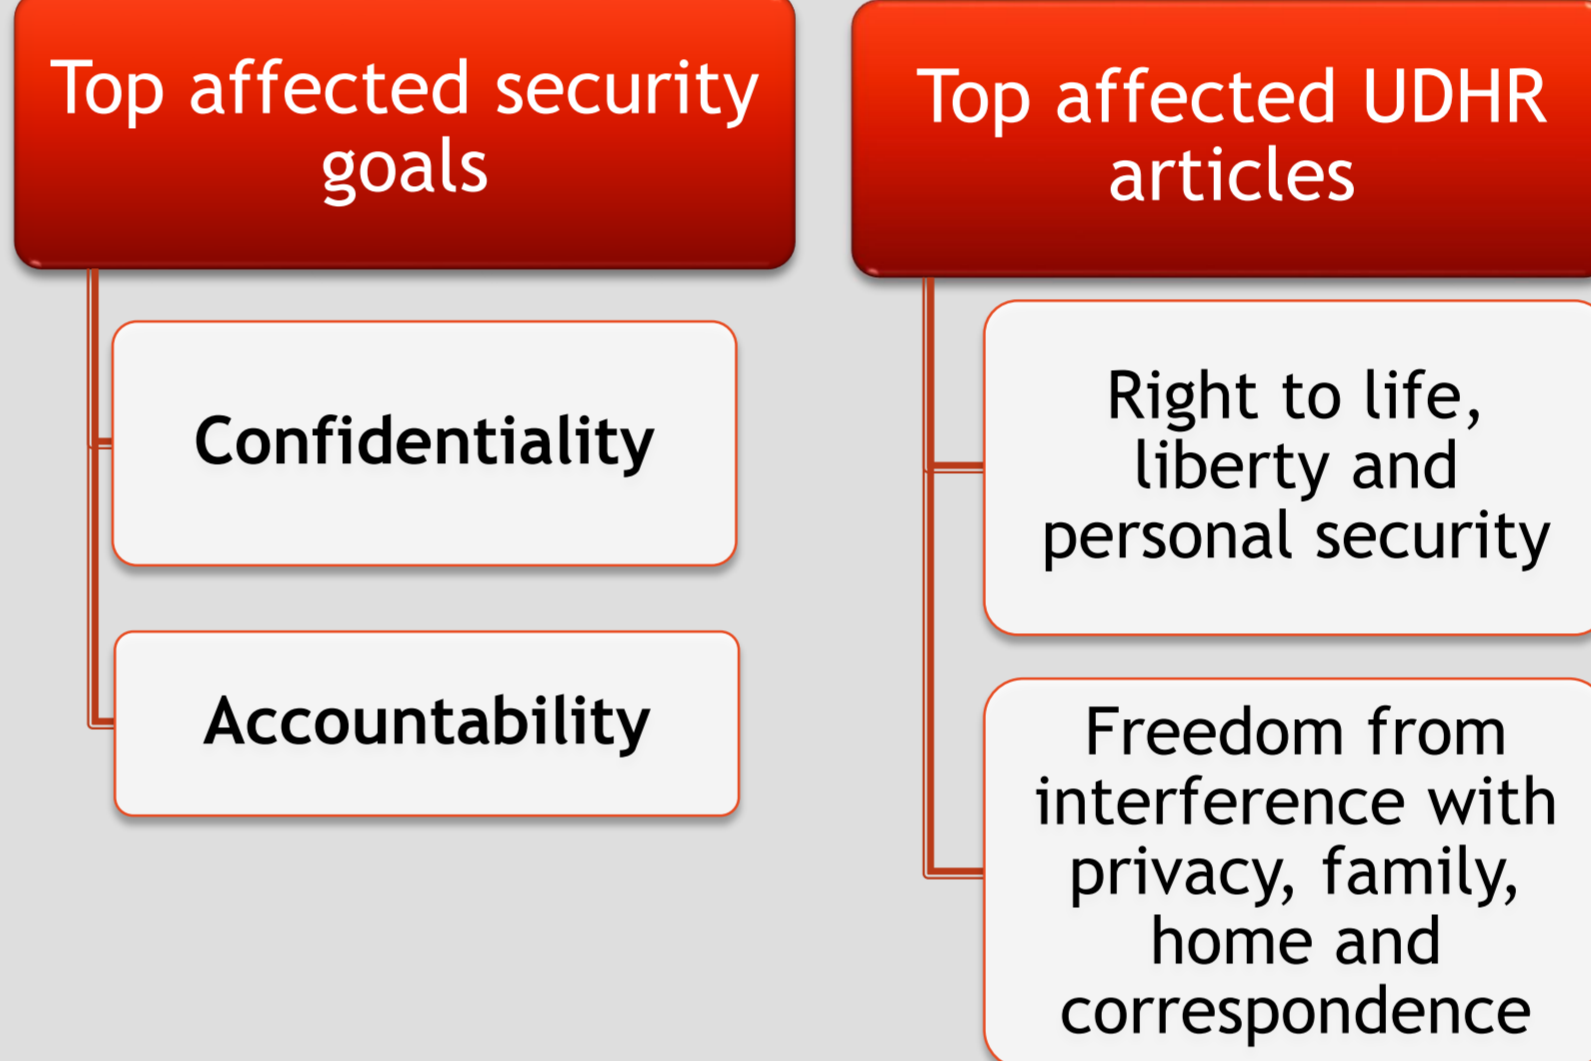 Top affected security
goals
Confidentiality
Accountability
Top affected UDHR
articles
Right to life,
liberty and
personal security
Freedom from
interference with
privacy, family,
home and
correspondence